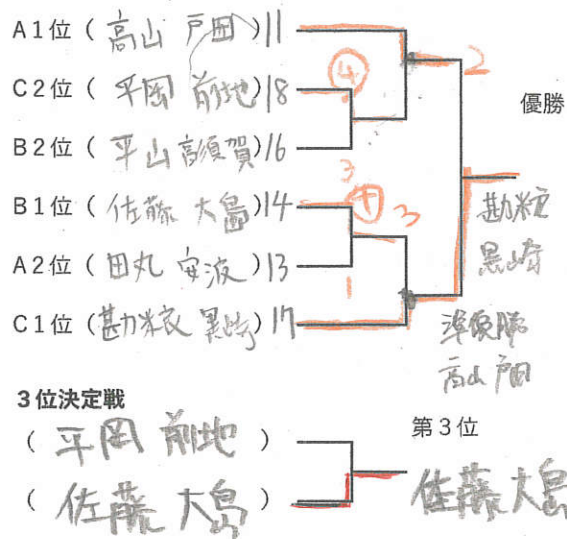 A1位 ( 高山 戸田 ) 11
2
C2位 ( 平岡 前地 ) 18
④
優勝
B2位 ( 平山 高須賀 ) 16
3
B1位 ( 佐藤 大畠 ) 14
④ 3
勘米良
黒崎
A2位 ( 田丸 安波 ) 13
1
C1位 ( 勘米良 黒崎 ) 17
準優勝
高山 戸田
3位決定戦
( 平岡 前地 )
第3位
( 佐藤 大畠 )
佐藤 大畠